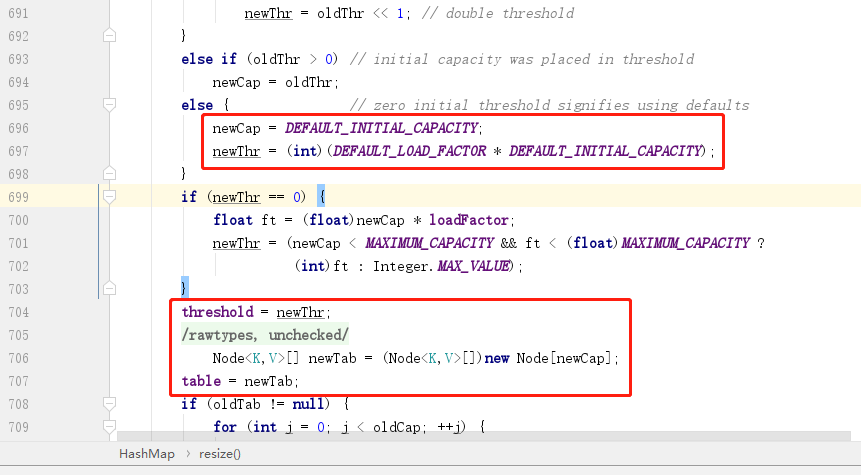 691 newThr = oldThr << 1; // double threshold
692 }
693 else if (oldThr > 0) // initial capacity was placed in threshold
694 newCap = oldThr;
695 else { // zero initial threshold signifies using defaults
696 newCap = DEFAULT_INITIAL_CAPACITY;
697 newThr = (int)(DEFAULT_LOAD_FACTOR * DEFAULT_INITIAL_CAPACITY);
698 }
699 if (newThr == 0) {
700 float ft = (float)newCap * loadFactor;
701 newThr = (newCap < MAXIMUM_CAPACITY && ft < (float)MAXIMUM_CAPACITY ?
702 (int)ft : Integer.MAX_VALUE);
703 }
704 threshold = newThr;
705 /rawtypes, unchecked/
706 Node<K,V>[] newTab = (Node<K,V>[])new Node[newCap];
707 table = newTab;
708 if (oldTab != null) {
709 for (int j = 0; j < oldCap; ++j) {
HashMap › resize()